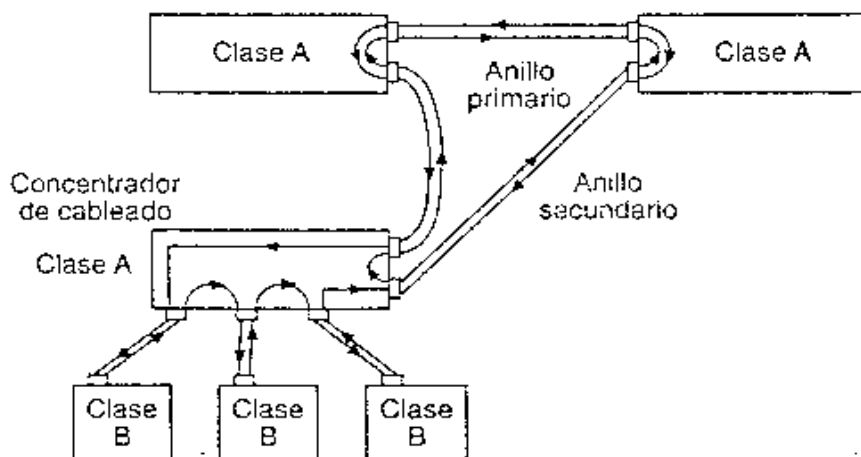 Clase A
Clase A
Anillo
primario
Concentrador
de cableado
Anillo
secundario
Clase A
Clase
B
Clase
B
Clase
B